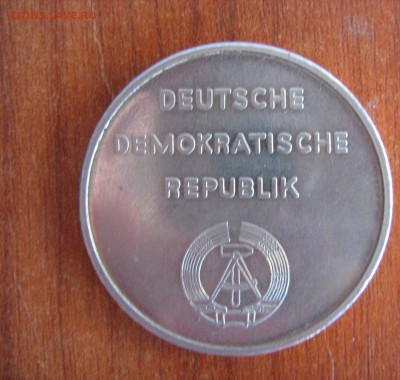 DEUTSCHE
DEMOKRATISCHE
REPUBLIK